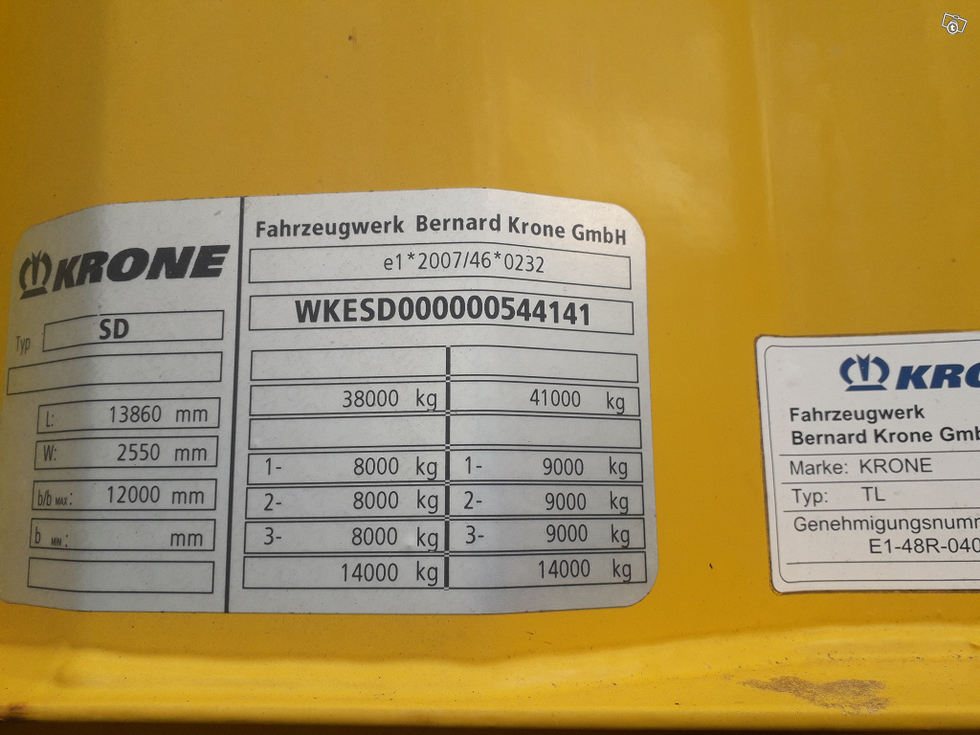 KRONE
Typ SD
L: 13860 mm
W: 2550 mm
b/b MAX: 12000 mm
b MIN: mm
Fahrzeugwerk Bernard Krone GmbH
e1*2007/46*0232
WKESD000000544141
38000 kg 41000 kg
1- 8000 kg 1- 9000 kg
2- 8000 kg 2- 9000 kg
3- 8000 kg 3- 9000 kg
14000 kg 14000 kg
KRO
Fahrzeugwerk
Bernard Krone Gmb
Marke: KRONE
Typ: TL
Genehmigungsnumm
E1-48R-040